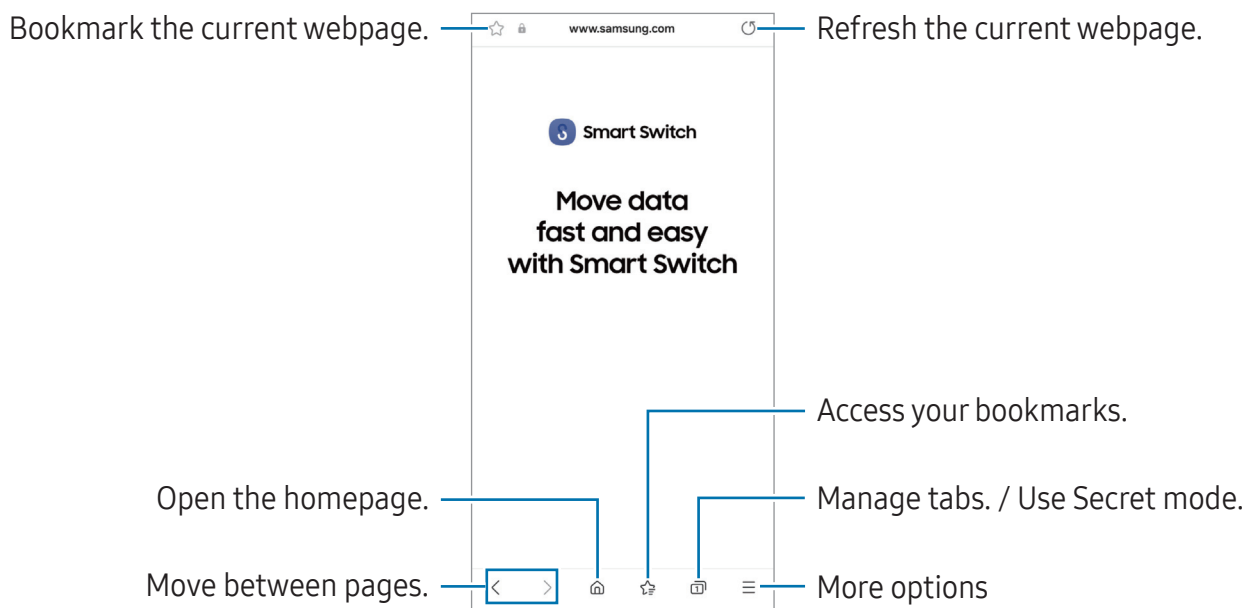 Bookmark the current webpage.
www.samsung.com
Refresh the current webpage.
Smart Switch
Move data
fast and easy
with Smart Switch
Access your bookmarks.
Open the homepage.
Manage tabs. / Use Secret mode.
Move between pages.
1
More options